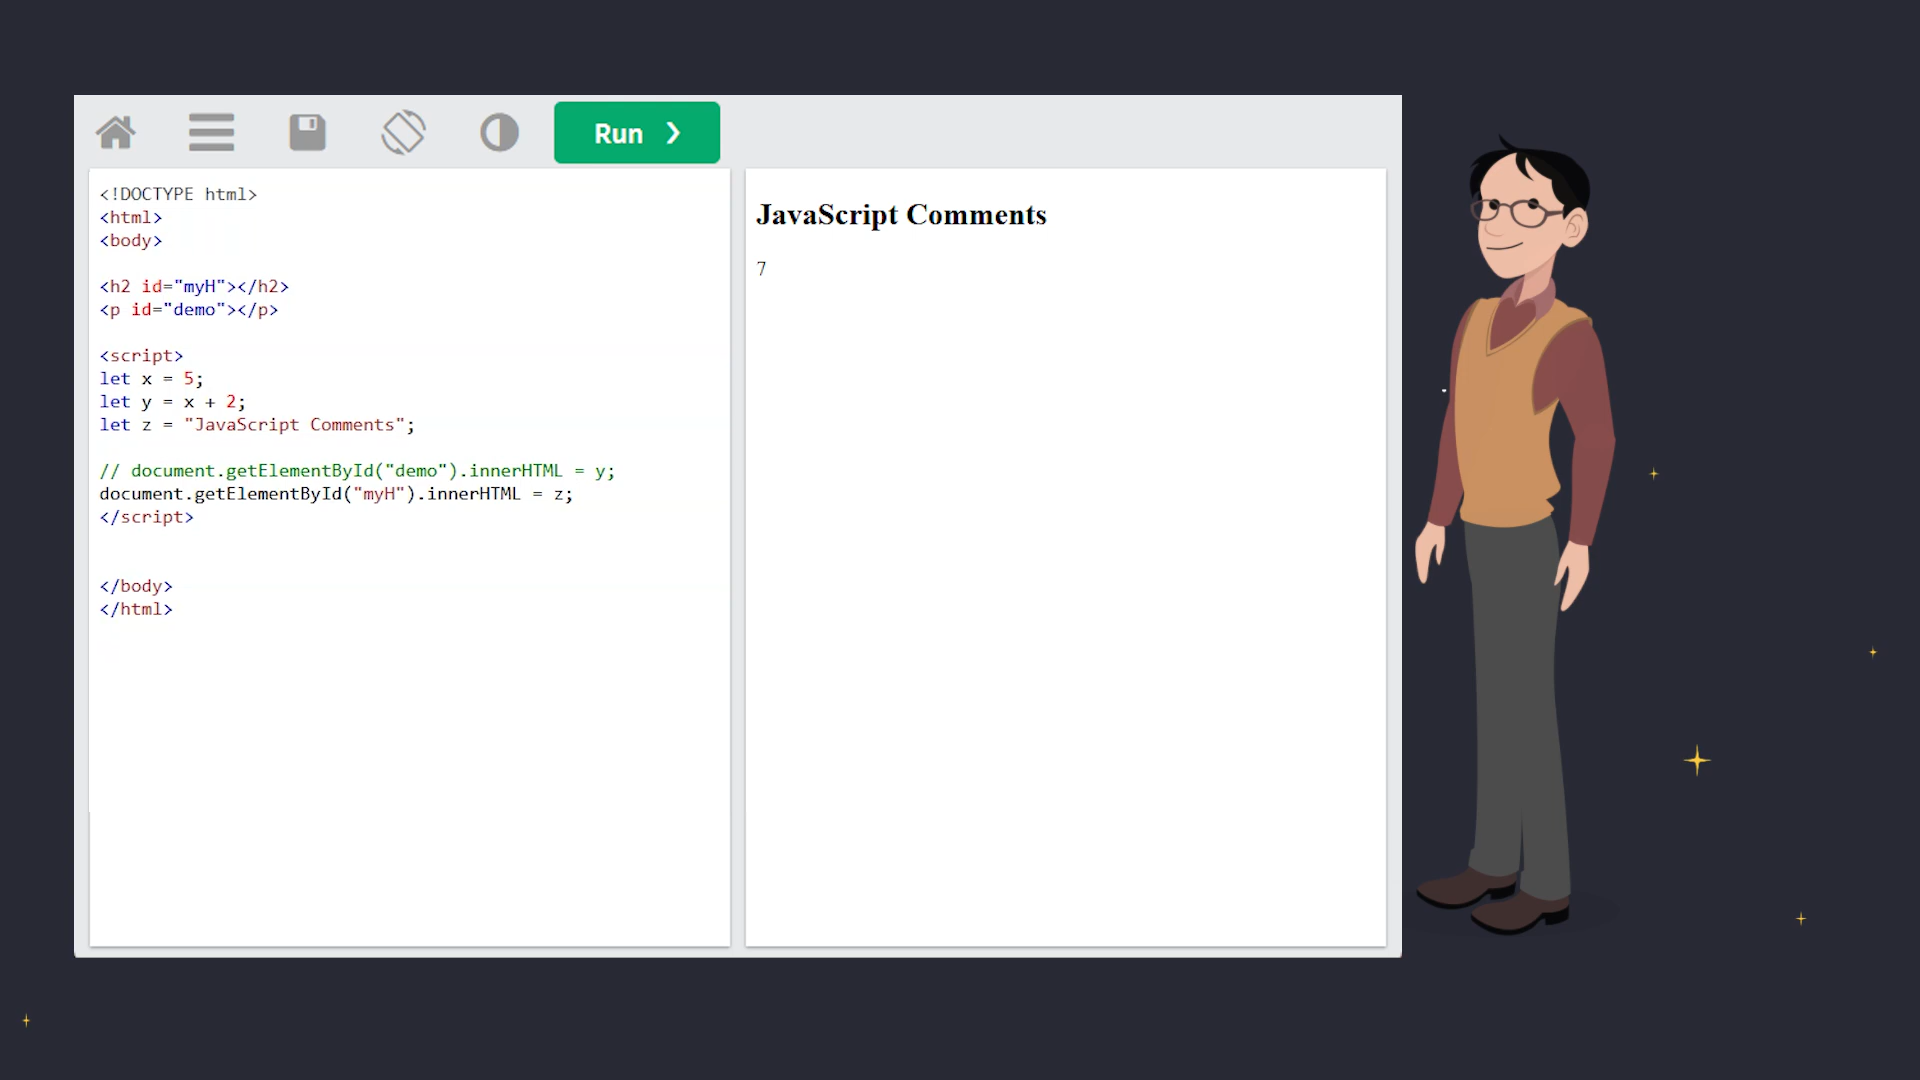 Run ❯
<!DOCTYPE html>
<html>
<body>
<h2 id="myH"></h2>
<p id="demo"></p>
<script>
let x = 5;
let y = x + 2;
let z = "JavaScript Comments";
// document.getElementById("demo").innerHTML = y;
document.getElementById("myH").innerHTML = z;
</script>
</body>
</html>
JavaScript Comments
7